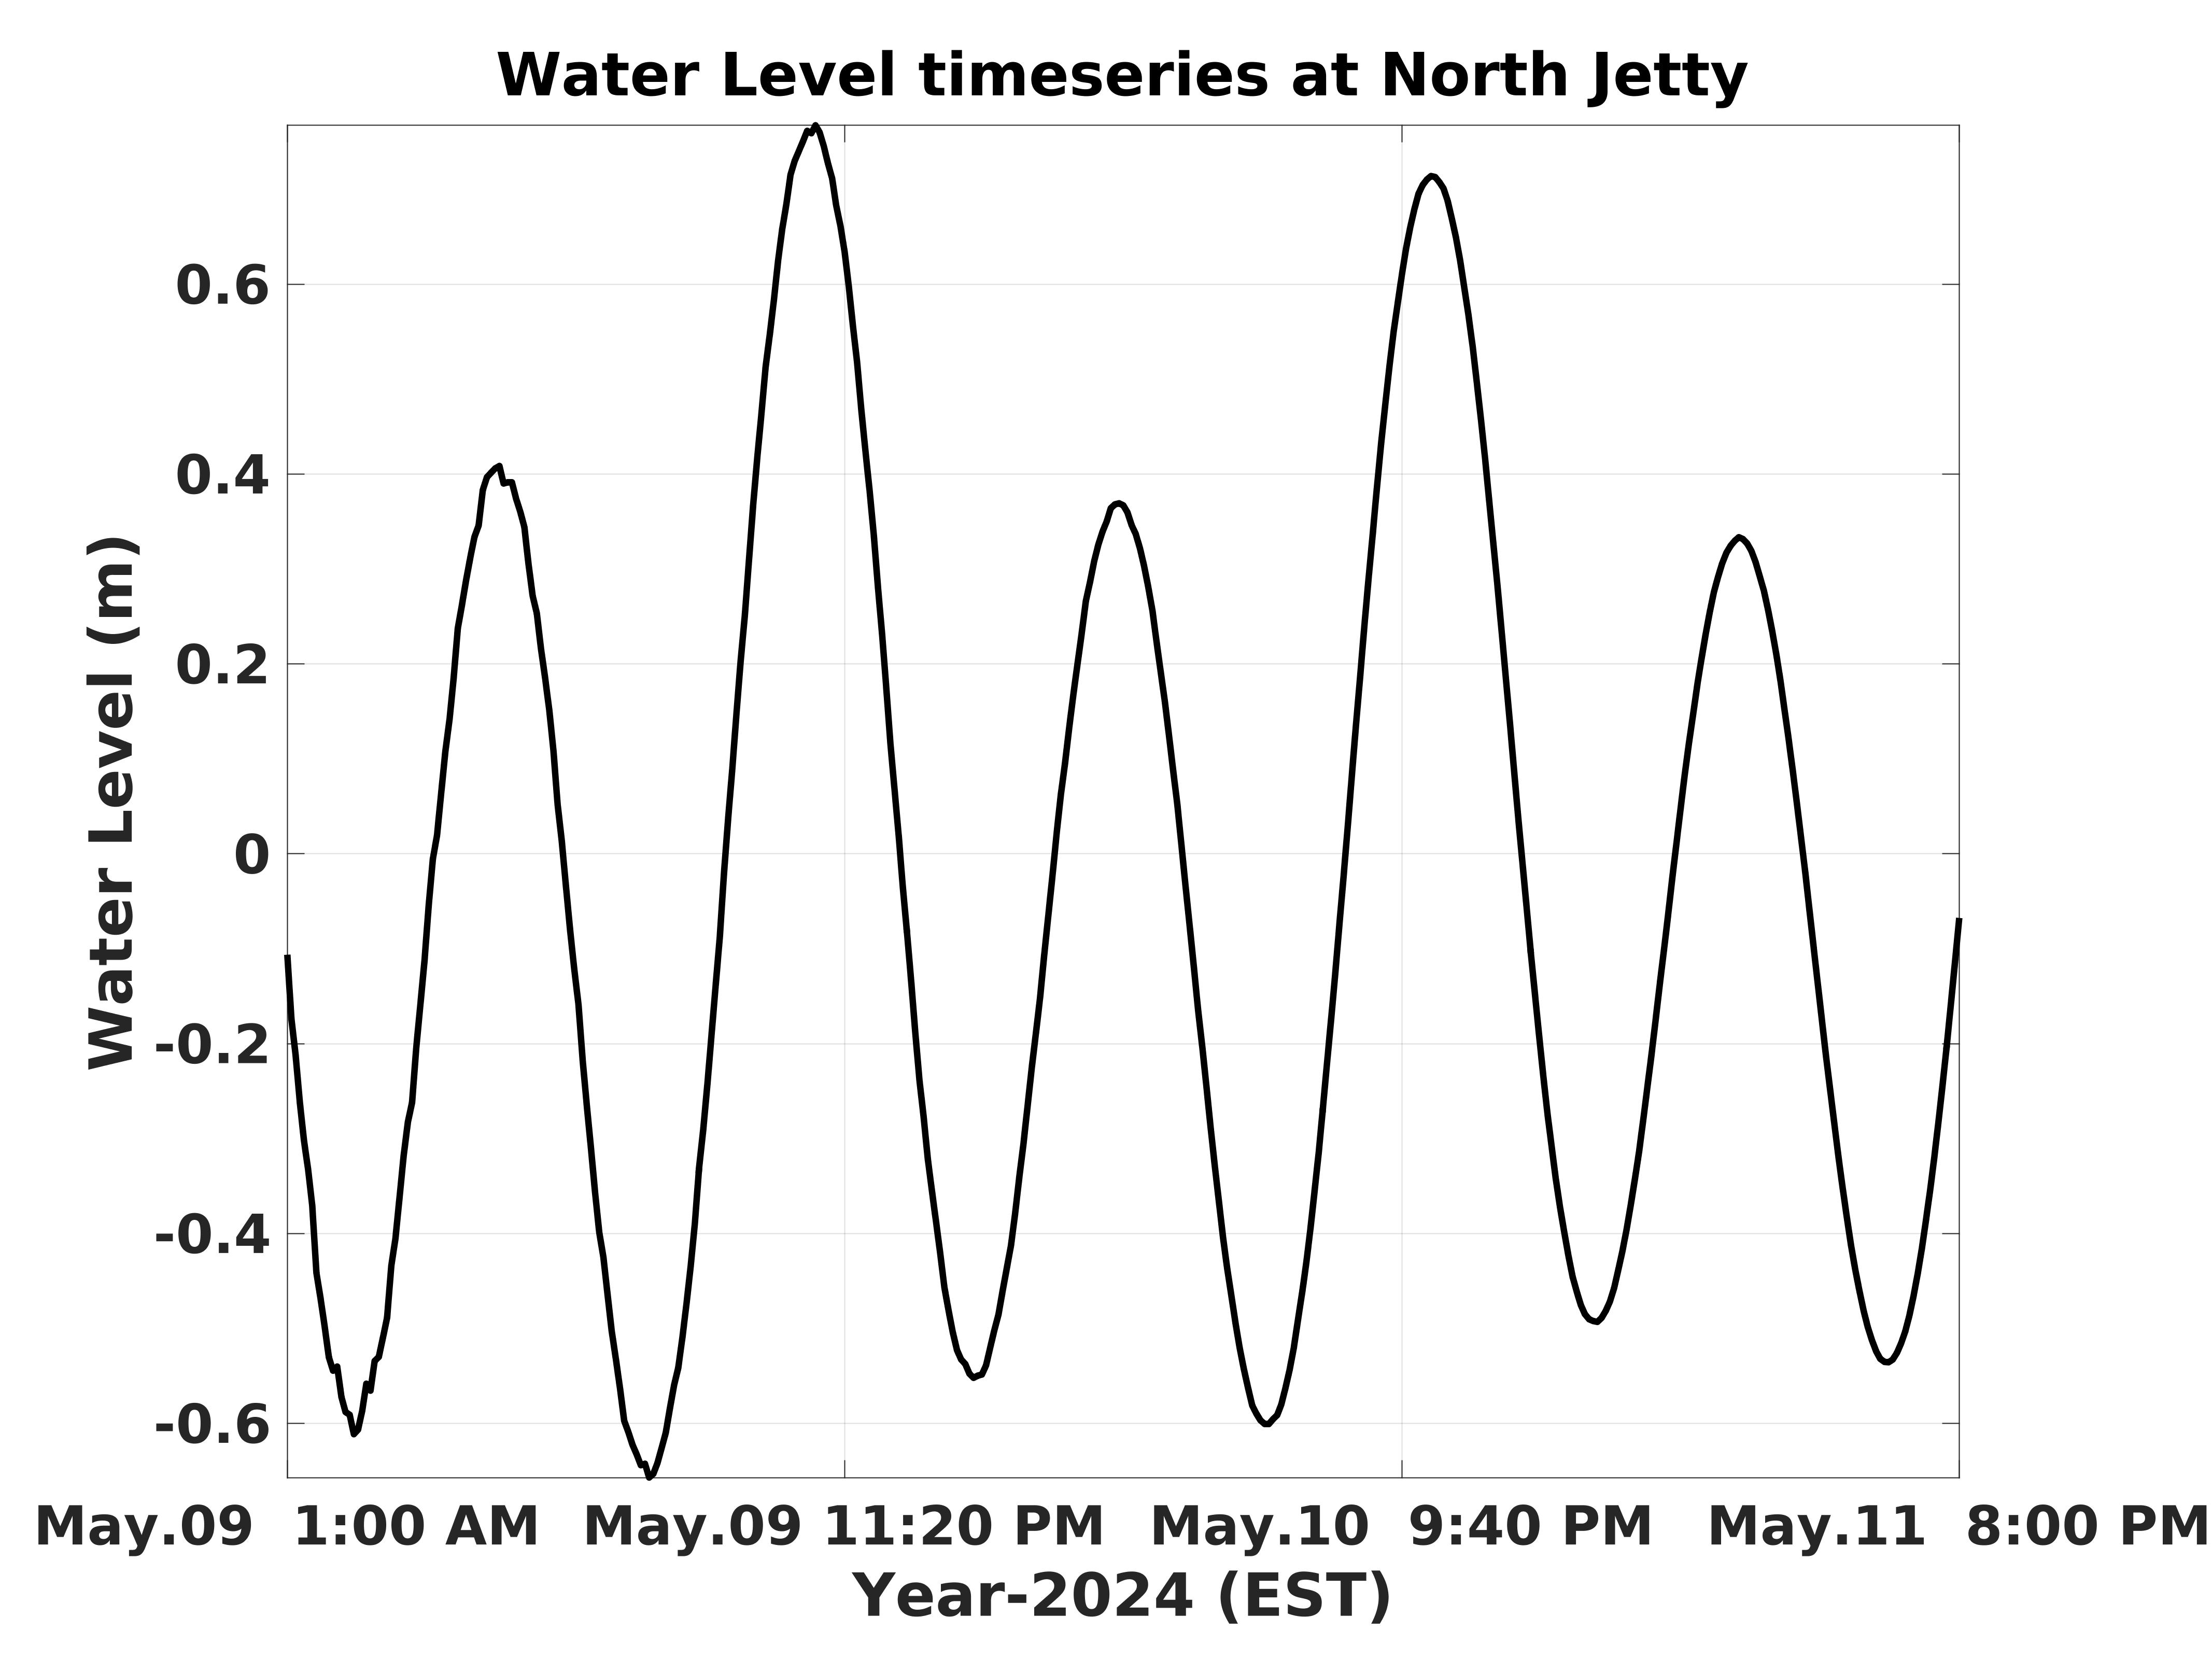 Water Level timeseries at North Jetty
Water Level (m)
0.6
0.4
0.2
0
-0.2
-0.4
-0.6
May.09 1:00 AM May.09 11:20 PM May.10 9:40 PM May.11 8:00 PM
Year-2024 (EST)